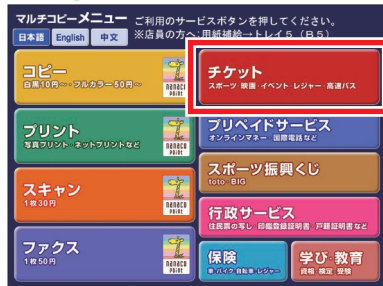 マルチコピーメニュー ご利用のサービスボタンを押してください。
日本語 English 中文 ※店員の方へ:用紙補給→トレイ5(B5)
コピー
白黒10円～・フルカラー50円～
nanaco
point
チケット
スポーツ・映画・イベント・レジャー・高速バス
プリント
写真プリント・ネットプリントなど
nanaco
point
プリペイドサービス
オンラインマネー・国際電話など
スキャン
1枚30円
nanaco
point
スポーツ振興くじ
toto・BIG
行政サービス
住民票の写し・印鑑登録証明書・戸籍証明書など
ファクス
1枚50円
nanaco
point
保険
車・バイク・自転車・レジャー
学び・教育
資格・検定・受験